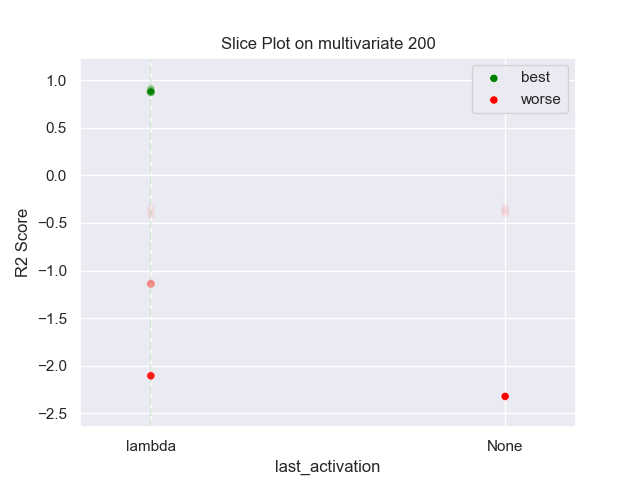 Slice Plot on multivariate 200
best
worse
1.0
0.5
0.0
−0.5
−1.0
−1.5
−2.0
−2.5
R2 Score
lambda
None
last_activation